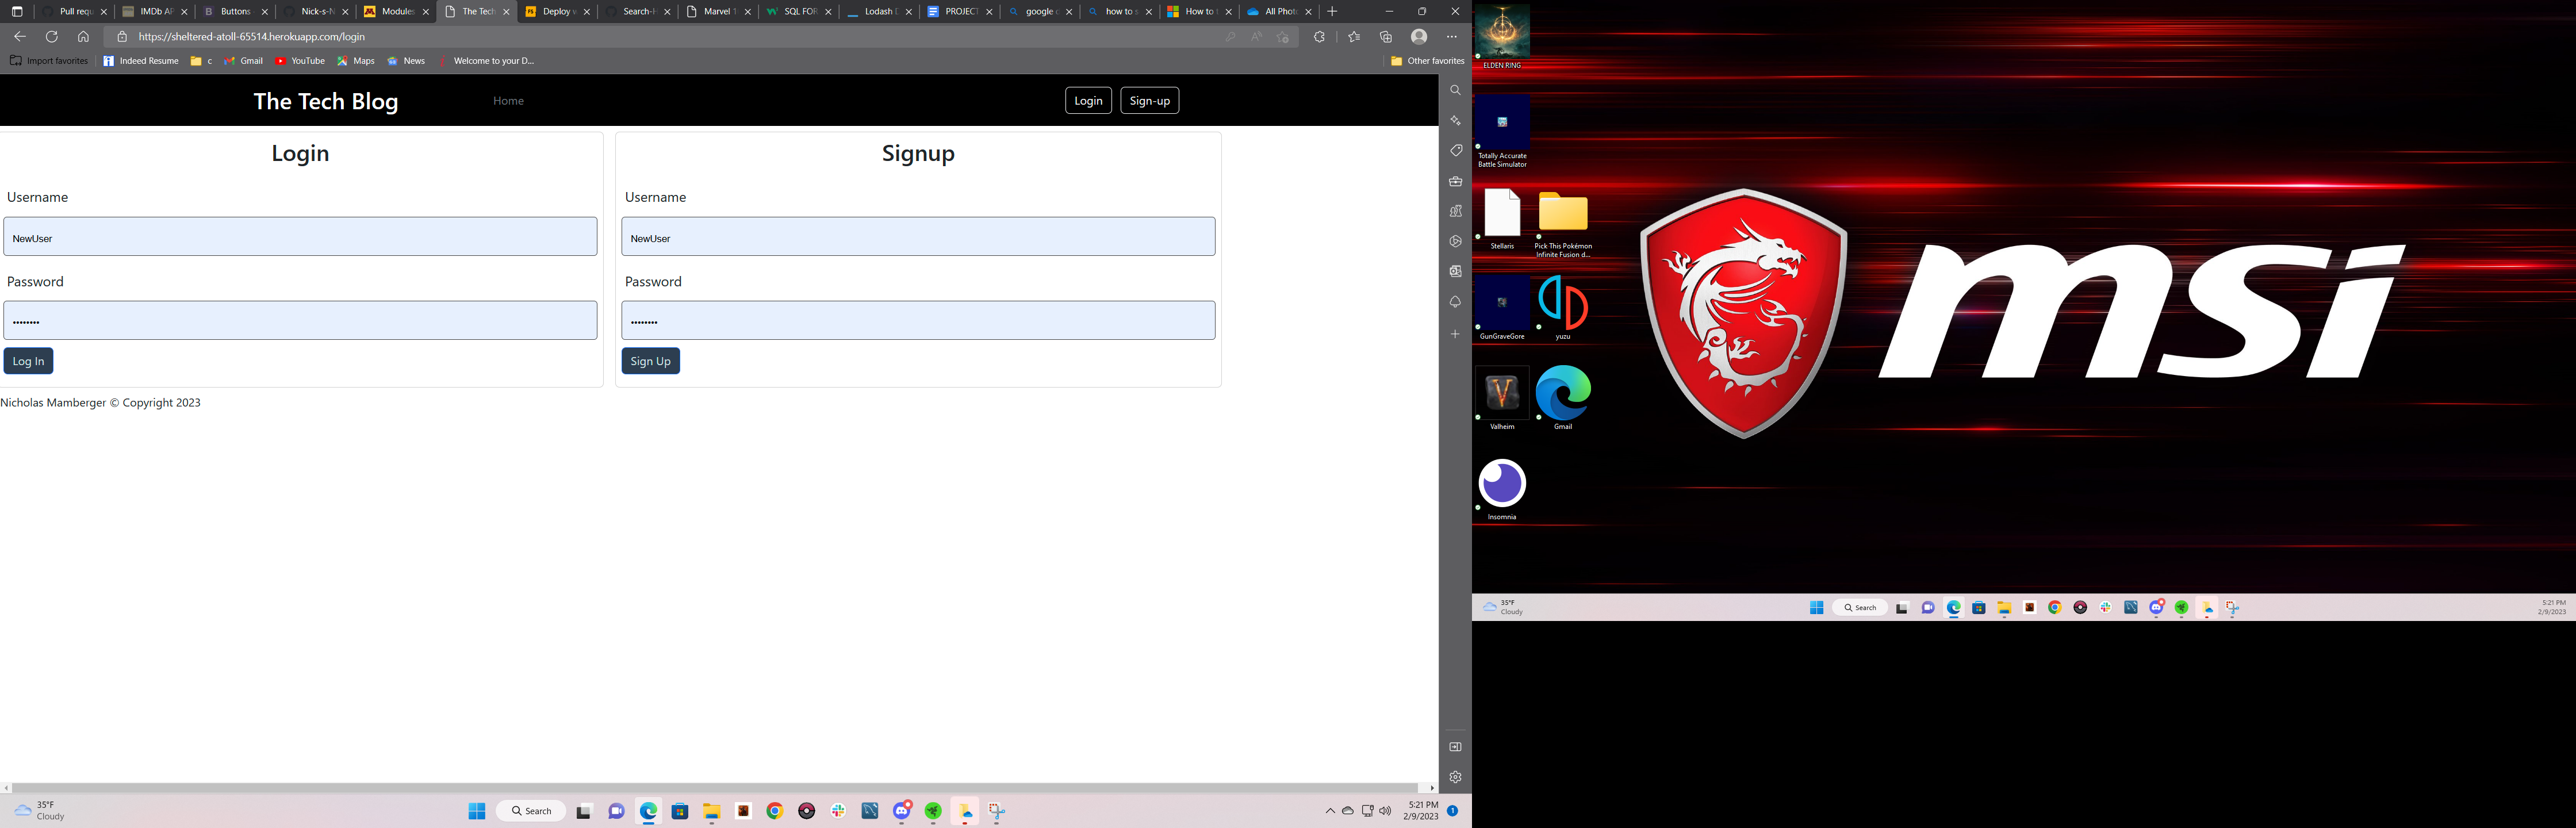 Pull requ
IMDb AP
Buttons
Nick-s-N
Modules
The Tech
Deploy w
Search-H
Marvel 1
SQL FOR
Lodash D
PROJECT
google d
how to s
How to
All Phot
https://sheltered-atoll-65514.herokuapp.com/login
Import favorites
Indeed Resume
c
Gmail
YouTube
Maps
News
Welcome to your D...
Other favorites
The Tech Blog
Home
Login
Sign-up
Login
Username
NewUser
Password
Log In
Signup
Username
NewUser
Password
Sign Up
Nicholas Mamberger © Copyright 2023
35°F
Cloudy
Search
5:21 PM
2/9/2023
1
ELDEN RING
Totally Accurate
Battle Simulator
Stellaris
Pick This Pokémon
Infinite Fusion d...
GunGraveGore
yuzu
Valheim
Gmail
Insomnia
msi
35°F
Cloudy
Search
5:21 PM
2/9/2023